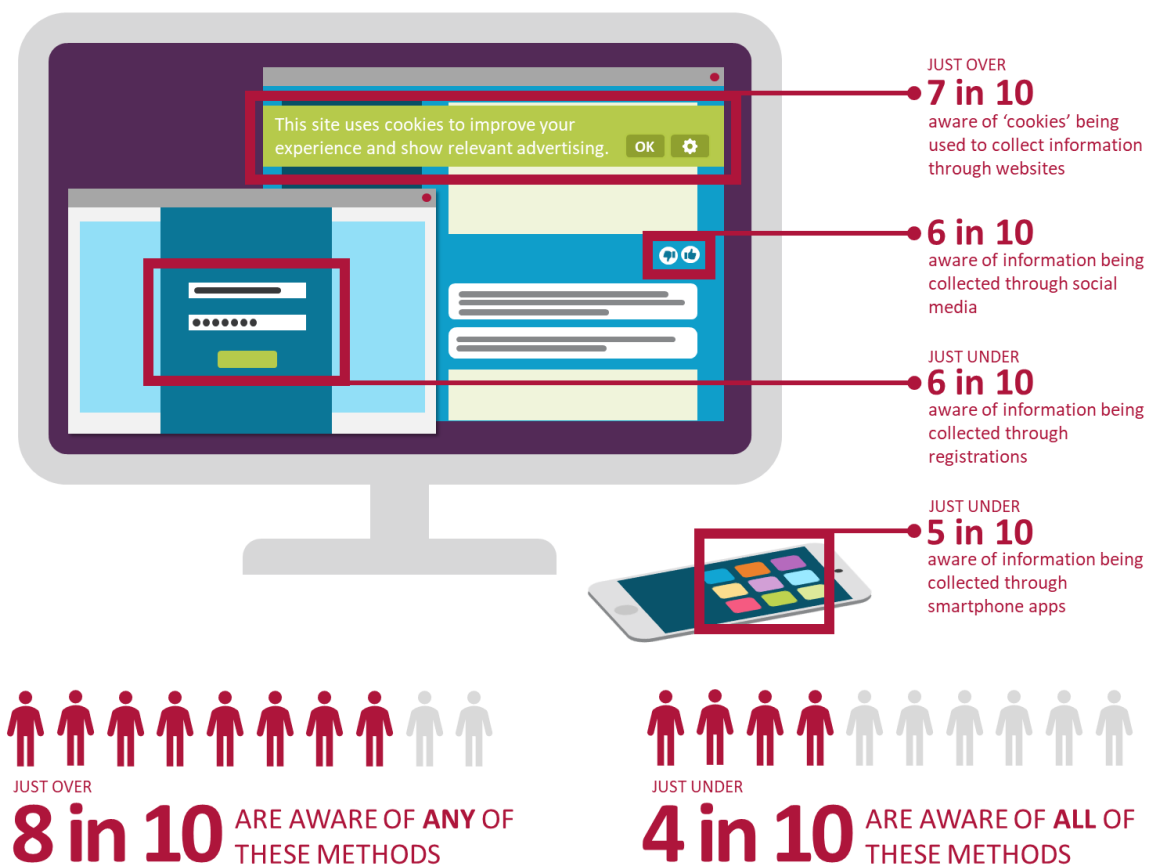 This site uses cookies to improve your
experience and show relevant advertising.
OK
JUST OVER
7 in 10
aware of ‘cookies’ being
used to collect information
through websites
6 in 10
aware of information being
collected through social
media
JUST UNDER
6 in 10
aware of information being
collected through
registrations
JUST UNDER
5 in 10
aware of information being
collected through
smartphone apps
JUST OVER
8 in 10
ARE AWARE OF ANY OF
THESE METHODS
JUST UNDER
4 in 10
ARE AWARE OF ALL OF
THESE METHODS